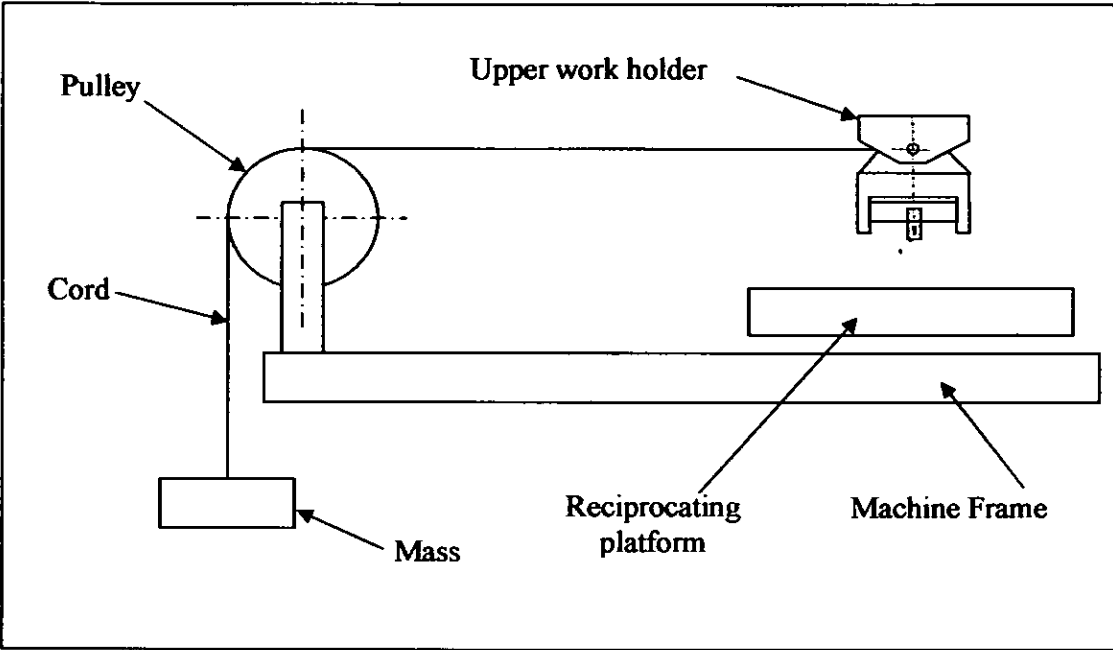 Upper work holder
Pulley
Cord
Reciprocating
platform
Machine Frame
Mass